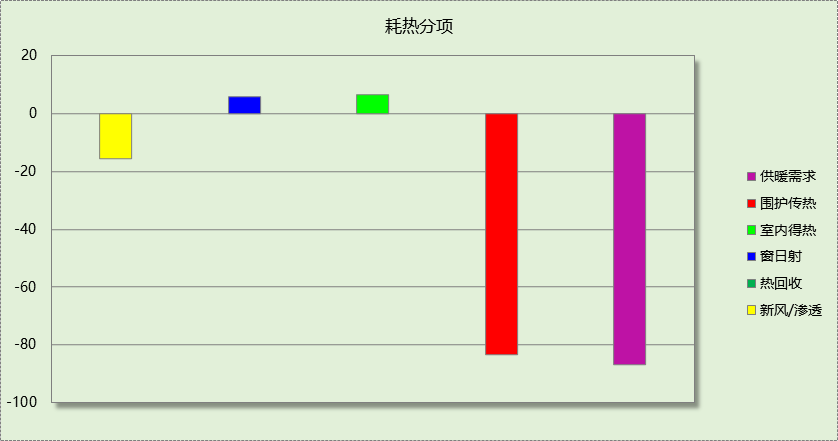 耗热分项
20
0
-20
-40
-60
-80
-100
供暖需求
围护传热
室内得热
窗日射
热回收
新风/渗透